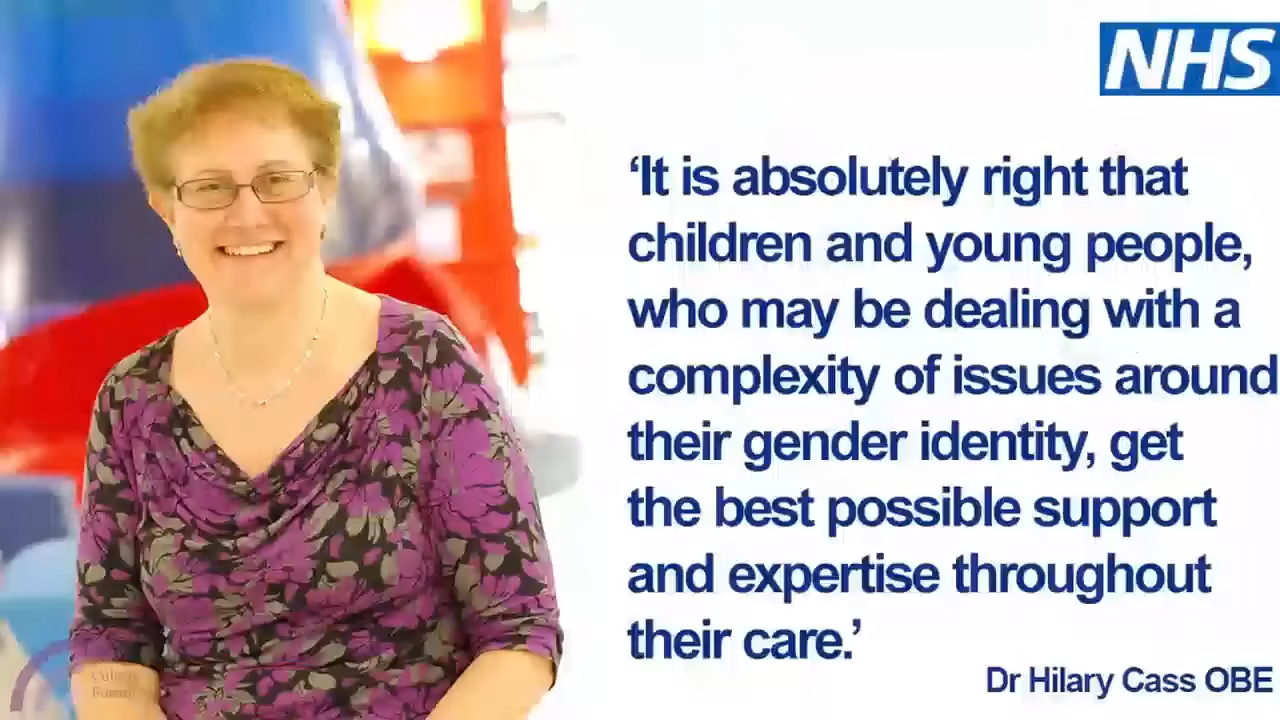 NHS
‘It is absolutely right that
children and young people,
who may be dealing with a
complexity of issues around
their gender identity, get
the best possible support
and expertise throughout
their care.’
Dr Hilary Cass OBE